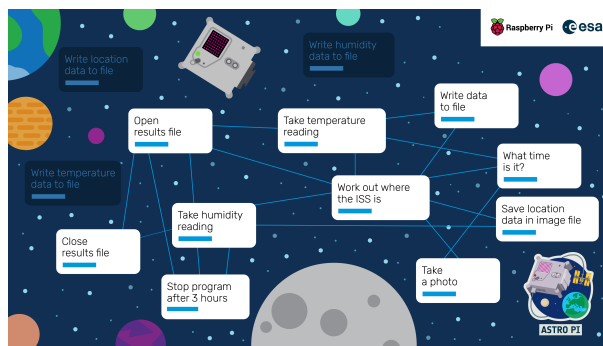 Raspberry Pi
esa
Write location
data to file
Write humidity
data to file
Write data
to file
Open
results file
Take temperature
reading
What time
is it?
Write temperature
data to file
Work out where
the ISS is
Save location
data in image file
Take humidity
reading
Close
results file
Take
a photo
Stop program
after 3 hours
ASTRO PI